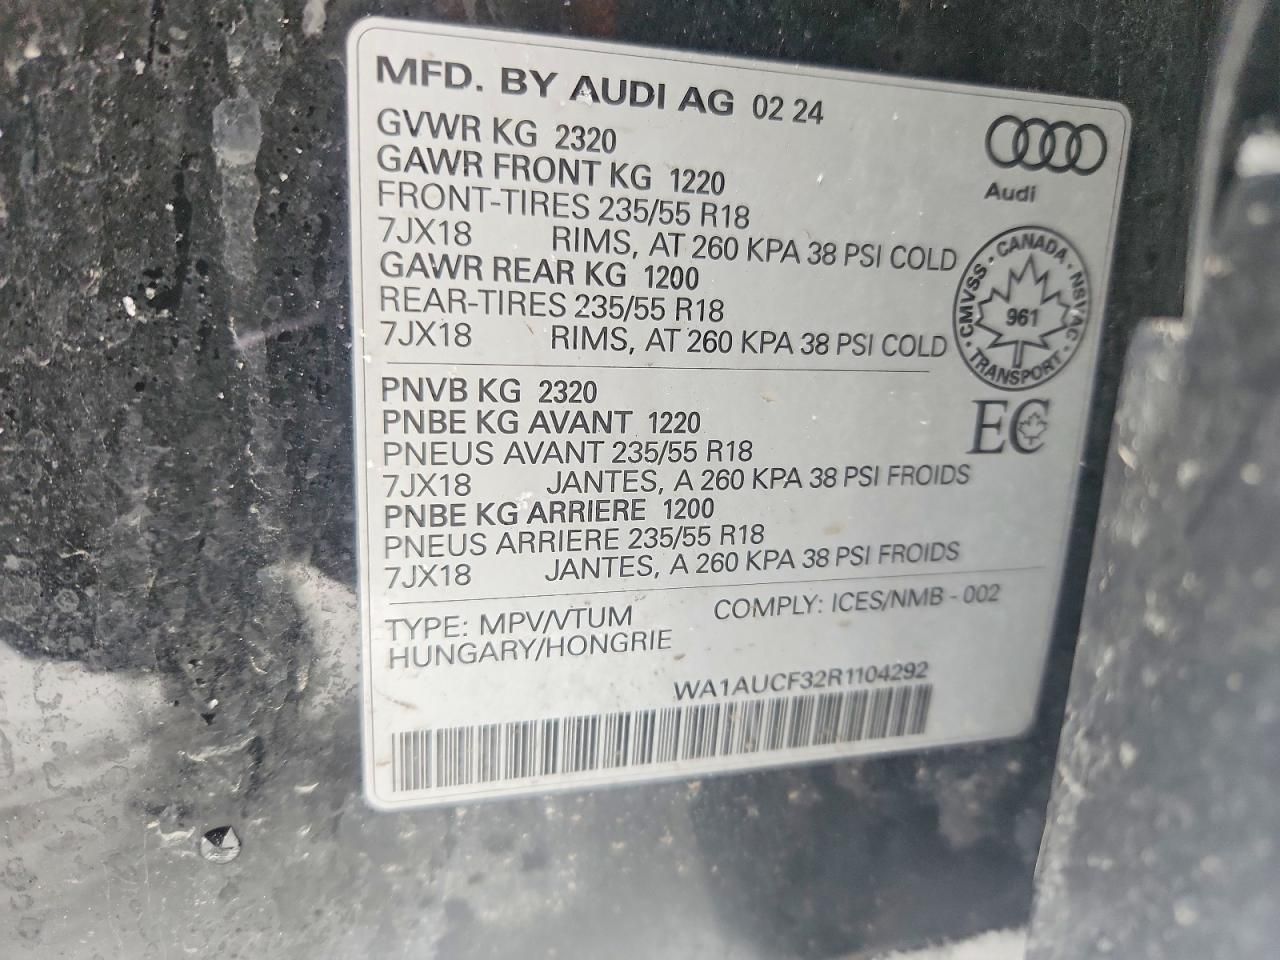 MFD. BY AUDI AG 02 24
GVWR KG 2320
GAWR FRONT KG 1220
FRONT-TIRES 235/55 R18
7JX18 RIMS, AT 260 KPA 38 PSI COLD
GAWR REAR KG 1200
REAR-TIRES 235/55 R18
7JX18 RIMS, AT 260 KPA 38 PSI COLD
Audi
CMVSS · CANADA · NSVAC · TRANSPORT ·
961
EC
PNVB KG 2320
PNBE KG AVANT 1220
PNEUS AVANT 235/55 R18
7JX18 JANTES, A 260 KPA 38 PSI FROIDS
PNBE KG ARRIERE 1200
PNEUS ARRIERE 235/55 R18
7JX18 JANTES, A 260 KPA 38 PSI FROIDS
TYPE: MPV/VTUM COMPLY: ICES/NMB - 002
HUNGARY/HONGRIE
WA1AUCF32R1104292